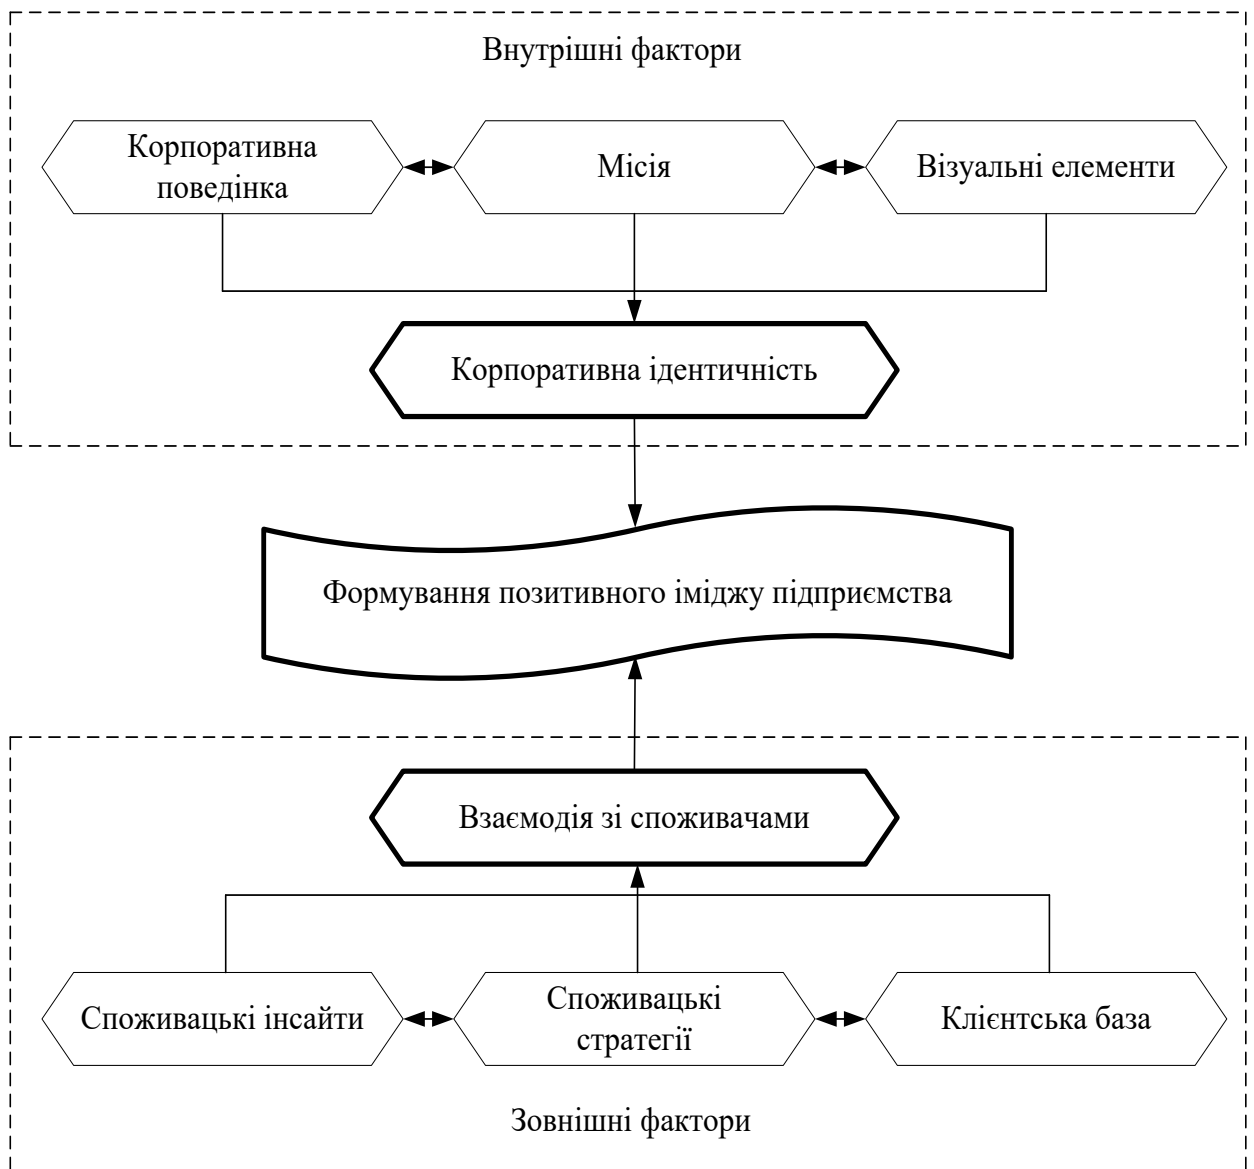 Внутрішні фактори
Корпоративна
поведінка
Місія
Візуальні елементи
Корпоративна ідентичність
Формування позитивного іміджу підприємства
Взаємодія зі споживачами
Споживацькі інсайти
Споживацькі
стратегії
Клієнтська база
Зовнішні фактори